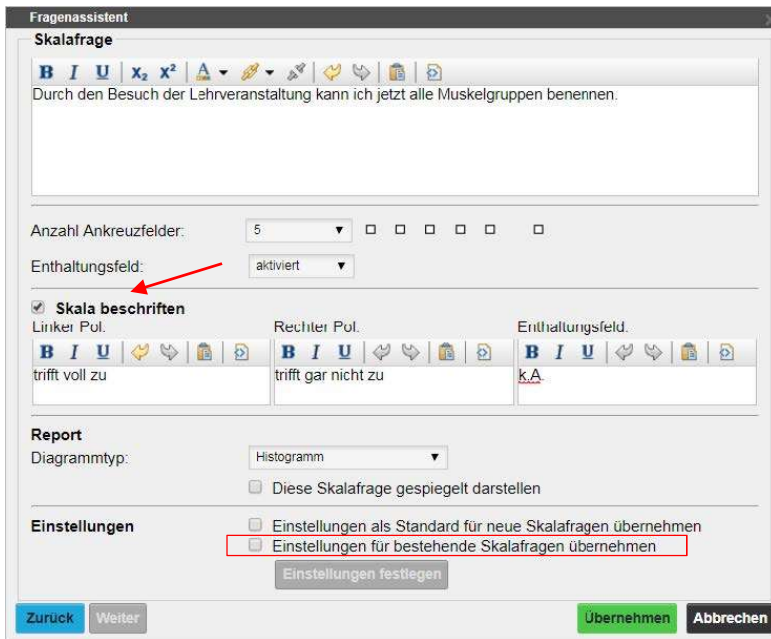 Fragenassistent
Skalafrage
B I U x₂ x² A
Durch den Besuch der Lehrveranstaltung kann ich jetzt alle Muskelgruppen benennen.
Anzahl Ankreuzfelder: 5
Enthaltungsfeld: aktiviert
Skala beschriften
Linker Pol. Rechter Pol. Enthaltungsfeld.
B I U B I U B I U
trifft voll zu trifft gar nicht zu k.A.
Report
Diagrammtyp: Histogramm
Diese Skalafrage gespiegelt darstellen
Einstellungen Einstellungen als Standard für neue Skalafragen übernehmen
Einstellungen für bestehende Skalafragen übernehmen
Einstellungen festlegen
Zurück Weiter Übernehmen Abbrechen